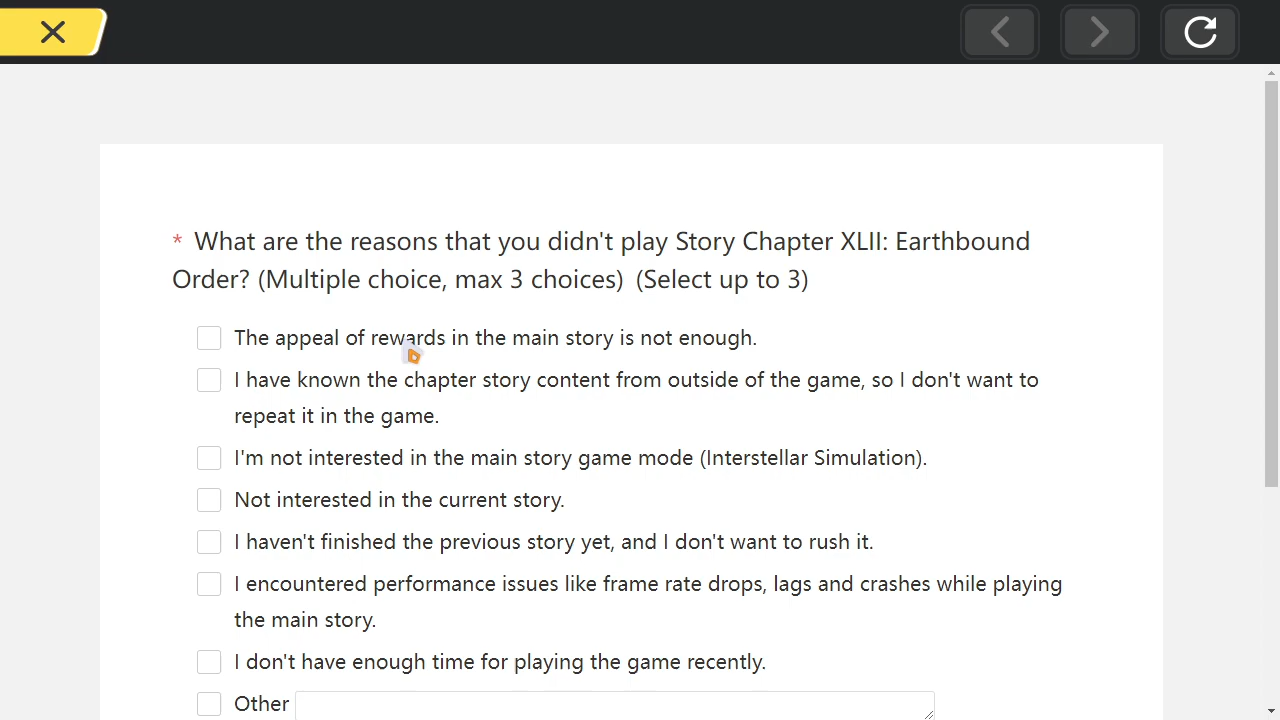 * What are the reasons that you didn't play Story Chapter XLII: Earthbound
Order? (Multiple choice, max 3 choices) (Select up to 3)
The appeal of rewards in the main story is not enough.
I have known the chapter story content from outside of the game, so I don't want to
repeat it in the game.
I'm not interested in the main story game mode (Interstellar Simulation).
Not interested in the current story.
I haven't finished the previous story yet, and I don't want to rush it.
I encountered performance issues like frame rate drops, lags and crashes while playing
the main story.
I don't have enough time for playing the game recently.
Other